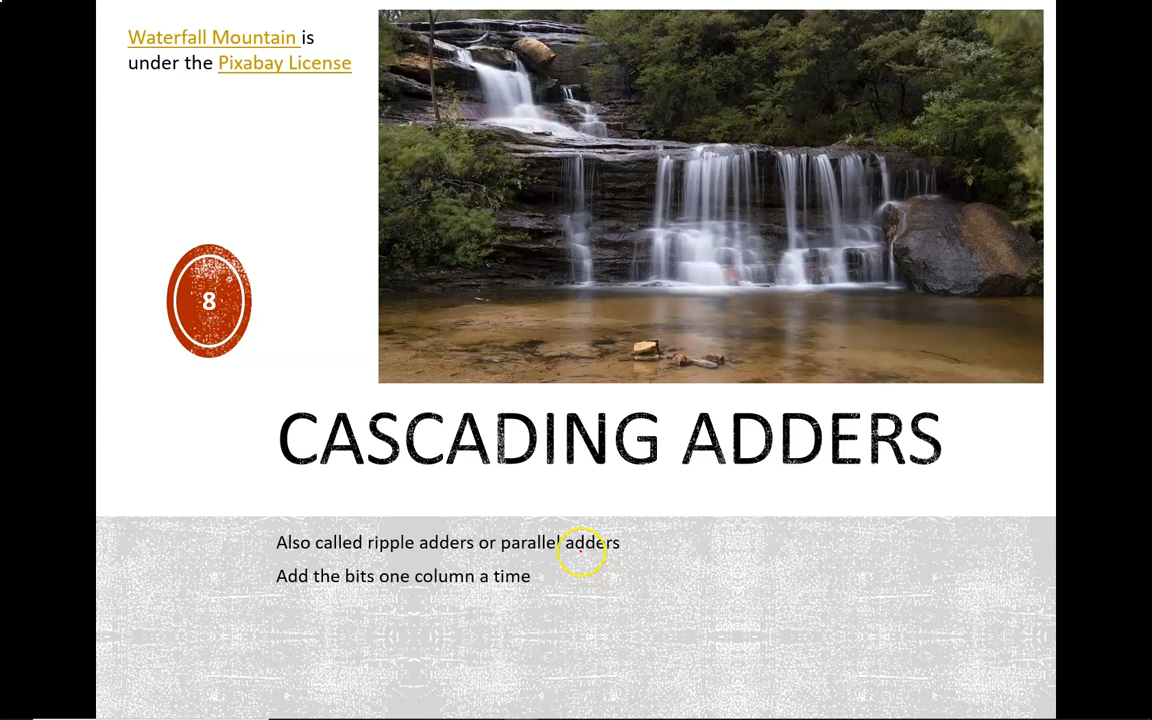 Waterfall Mountain is
under the Pixabay License
8
CASCADING ADDERS
Also called ripple adders or parallel adders
Add the bits one column a time